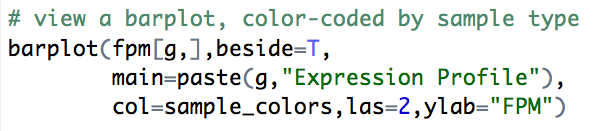 # view a barplot, color-coded by sample type
barplot(fpm[g,],beside=T,
        main=paste(g,"Expression Profile"),
        col=sample_colors,las=2,ylab="FPM")